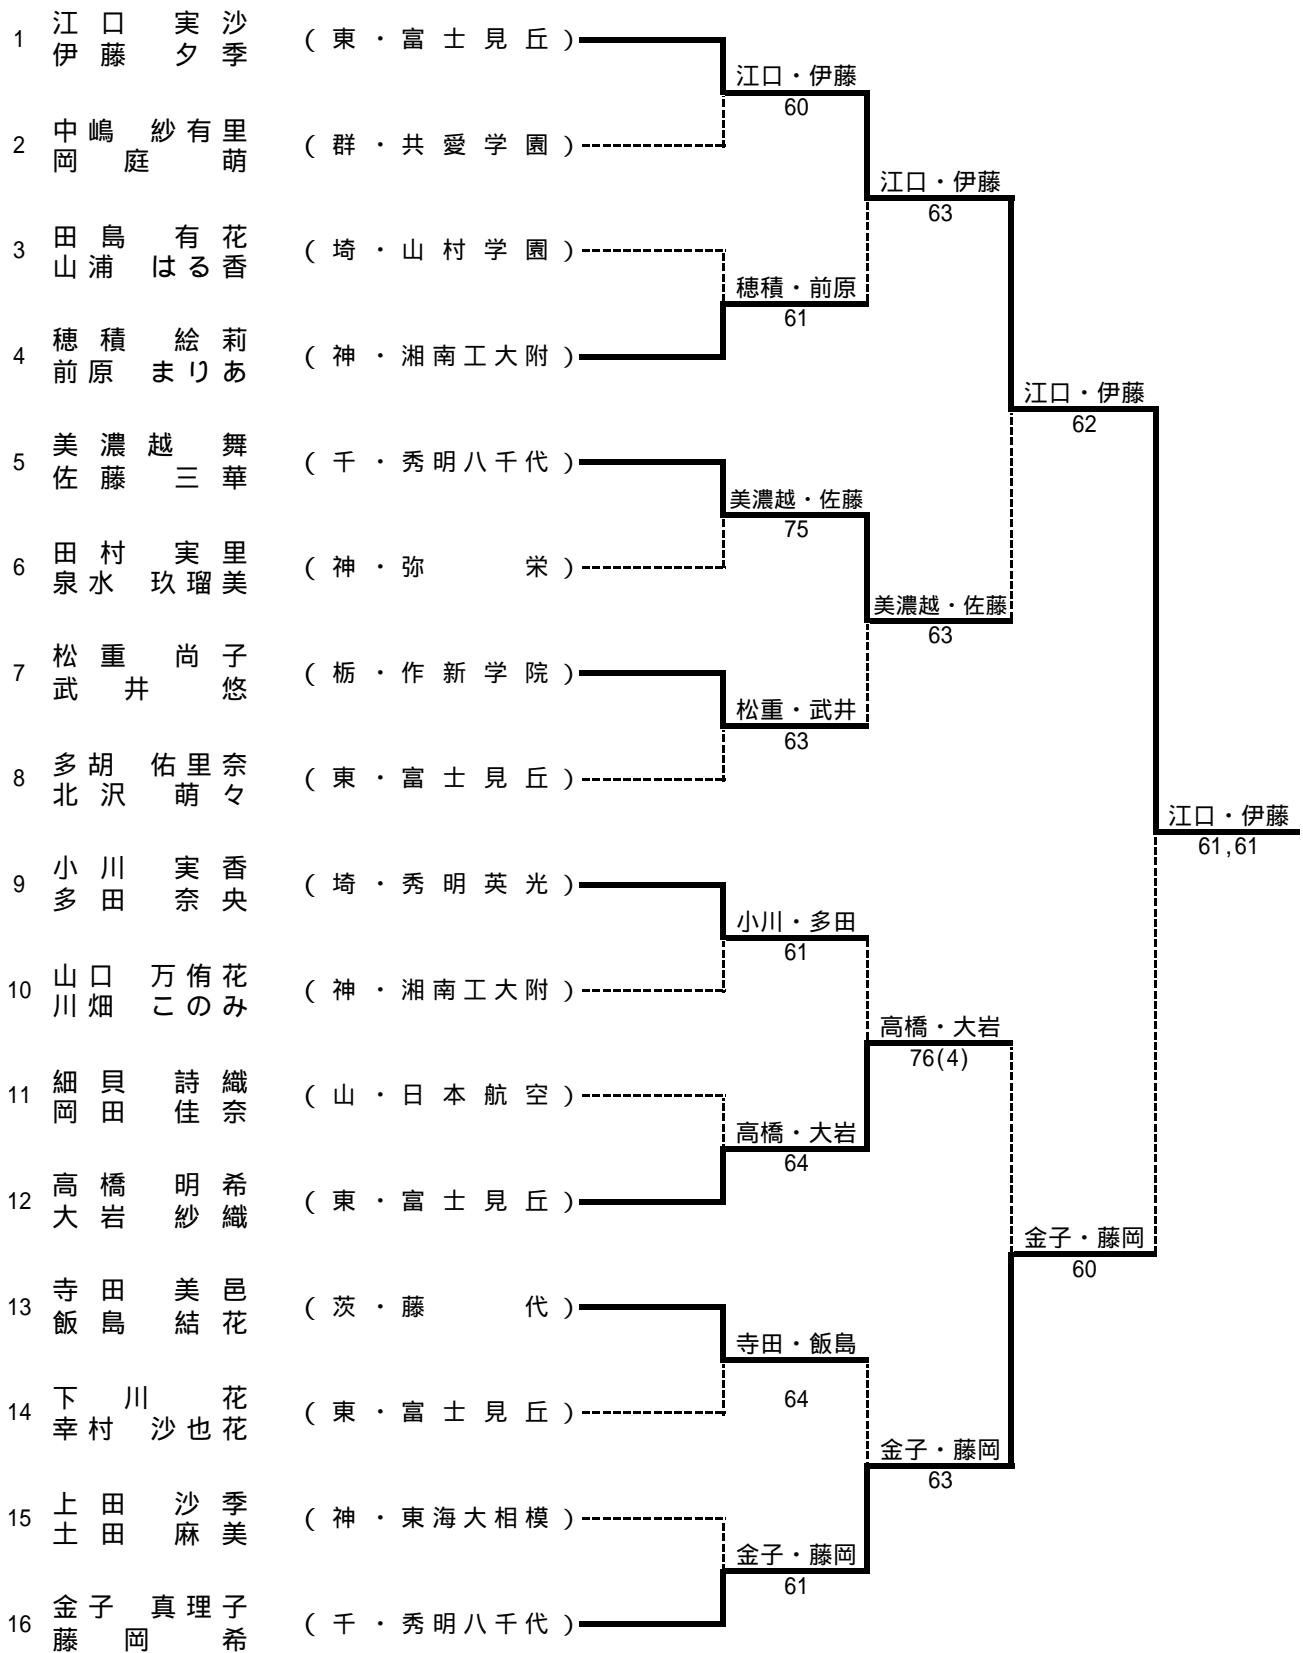 1 江口 実沙 (東・富士見丘)
伊藤 夕季
江口・伊藤
60
2 中嶋 紗有里 (群・共愛学園)
岡庭 萌
江口・伊藤
63
3 田島 有花 (埼・山村学園)
山浦 はる香
穂積・前原
61
4 穂積 絵莉 (神・湘南工大附)
前原 まりあ
江口・伊藤
62
5 美濃越 舞 (千・秀明八千代)
佐藤 三華
美濃越・佐藤
75
6 田村 実里 (神・弥栄)
泉水 玖瑠美
美濃越・佐藤
63
7 松重 尚子 (栃・作新学院)
武井 悠
松重・武井
63
8 多胡 佑里奈 (東・富士見丘)
北沢 萌々
江口・伊藤
61,61
9 小川 実香 (埼・秀明英光)
多田 奈央
小川・多田
61
10 山口 万侑花 (神・湘南工大附)
川畑 このみ
高橋・大岩
76(4)
11 細貝 詩織 (山・日本航空)
岡田 佳奈
高橋・大岩
64
12 高橋 明希 (東・富士見丘)
大岩 紗織
金子・藤岡
60
13 寺田 美邑 (茨・藤代)
飯島 結花
寺田・飯島
64
14 下川 花 (東・富士見丘)
幸村 沙也花
金子・藤岡
63
15 上田 沙季 (神・東海大相模)
土田 麻美
金子・藤岡
61
16 金子 真理子 (千・秀明八千代)
藤岡 希